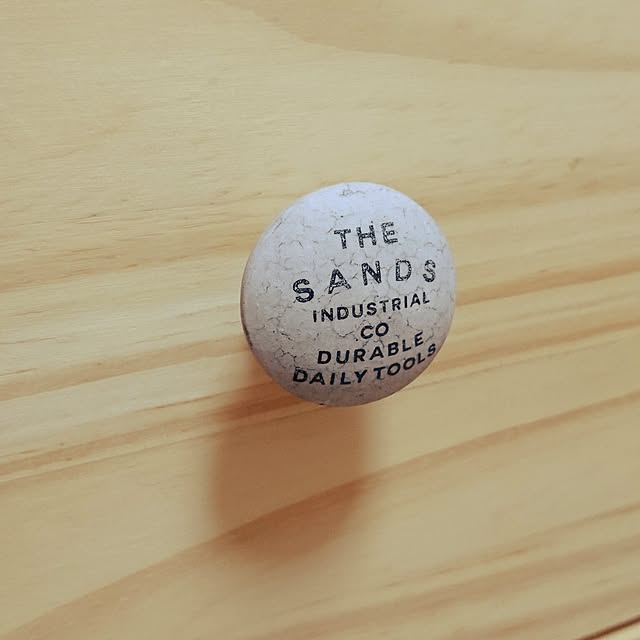 THE
SANDS
INDUSTRIAL
CO
DURABLE
DAILY TOOLS